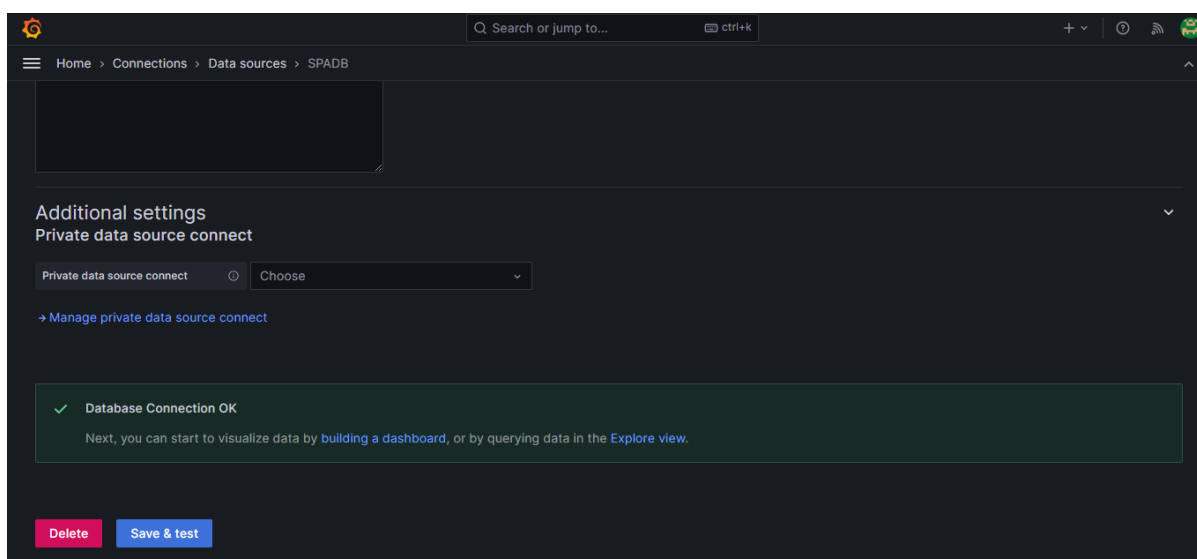 Search or jump to... ctrl+k
Home › Connections › Data sources › SPADB
Additional settings
Private data source connect
Private data source connect Choose
→ Manage private data source connect
Database Connection OK
Next, you can start to visualize data by building a dashboard, or by querying data in the Explore view.
Delete Save & test